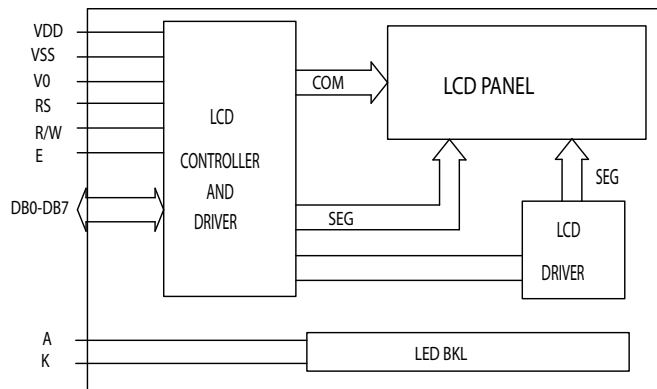 VDD
VSS
V0
RS
R/W
E
DB0-DB7
A
K
LCD
CONTROLLER
AND
DRIVER
COM
SEG
LCD PANEL
SEG
LCD
DRIVER
LED BKL